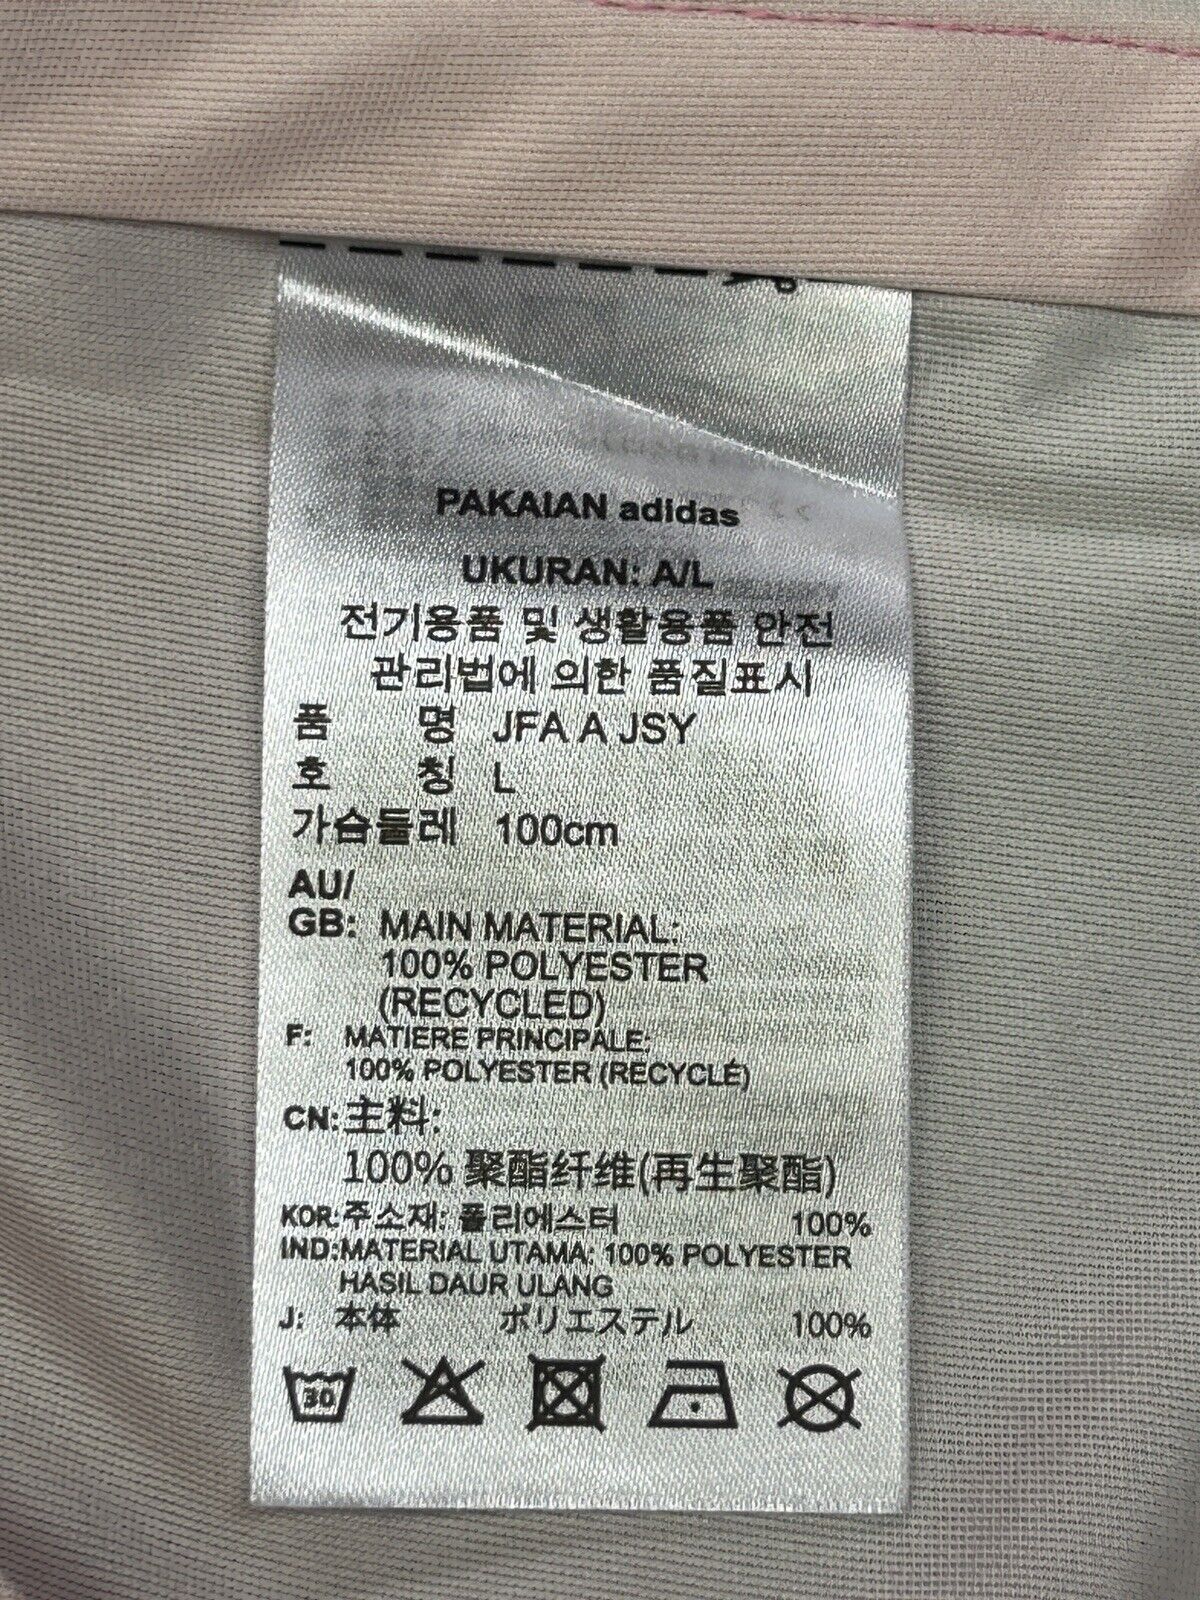 PAKAIAN adidas
UKURAN: A/L
전기용품 및 생활용품 안전
관리법에 의한 품질표시
품 명 JFA A JSY
호 칭 L
가슴둘레 100cm
AU/
GB: MAIN MATERIAL:
100% POLYESTER
(RECYCLED)
F: MATIERE PRINCIPALE:
100% POLYESTER (RECYCLÉ)
CN:主料:
100% 聚酯纤维(再生聚酯)
KOR:주소재: 폴리에스터 100%
IND:MATERIAL UTAMA: 100% POLYESTER
HASIL DAUR ULANG
J: 本体 ポリエステル 100%
30